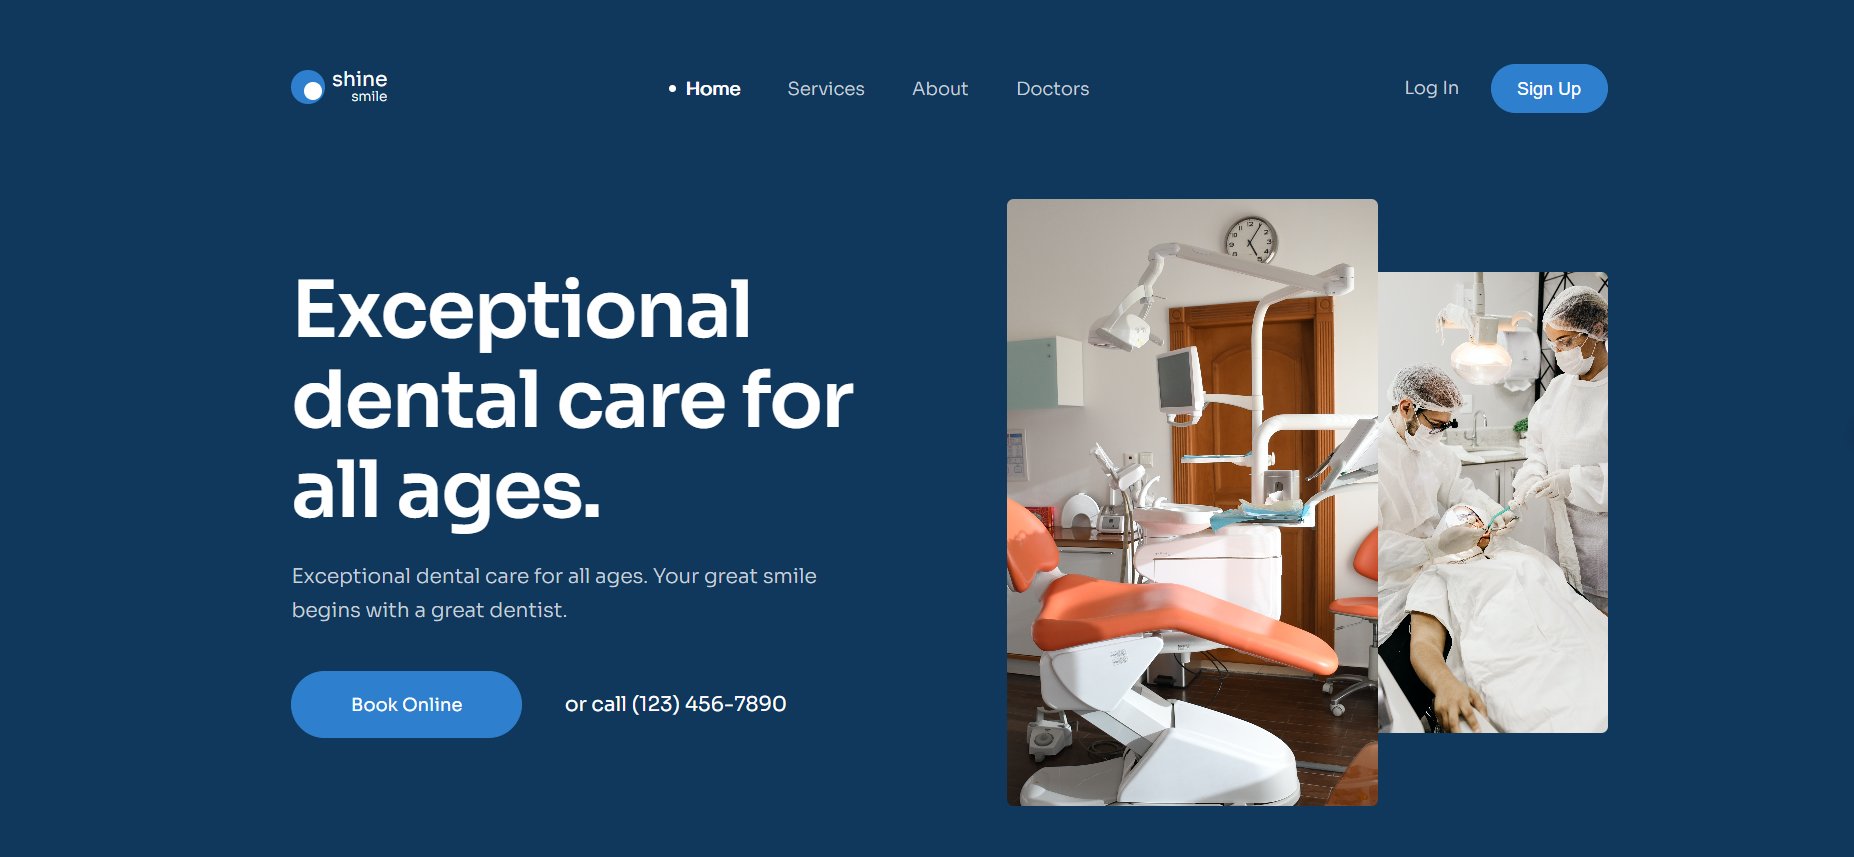 shine
smile
Home
Services
About
Doctors
Log In
Sign Up
Exceptional
dental care for
all ages.
Exceptional dental care for all ages. Your great smile
begins with a great dentist.
Book Online
or call (123) 456-7890